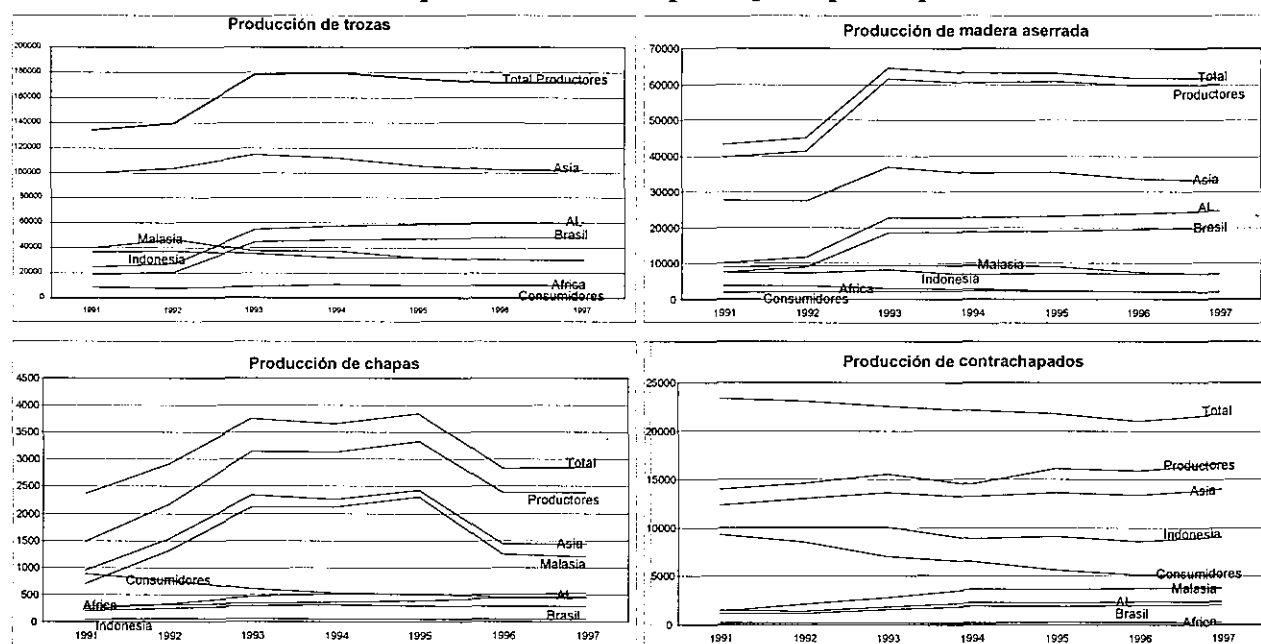 Producción de trozas
200000
180000
160000
140000
120000
100000
80000
60000
40000
20000
0
Total Productores
Asia
AL
Malasia
Brasil
Indonesia
Africa
Consumidores
1991 1992 1993 1994 1995 1996 1997
Producción de madera aserrada
70000
60000
50000
40000
30000
20000
10000
0
Total
Productores
Asia
AL
Brasil
Malasia
Indonesia
Africa
Consumidores
1991 1992 1993 1994 1995 1996 1997
Producción de chapas
4500
4000
3500
3000
2500
2000
1500
1000
500
0
Total
Productores
Asia
Malasia
Consumidores
Africa
Brasil
Indonesia
1991 1992 1993 1994 1995 1996 1997
Producción de contrachapados
25000
20000
15000
10000
5000
0
Total
Productores
Asia
Indonesia
Consumidores
Malasia
AL
Brasil
Africa
1991 1992 1993 1994 1995 1996 1997